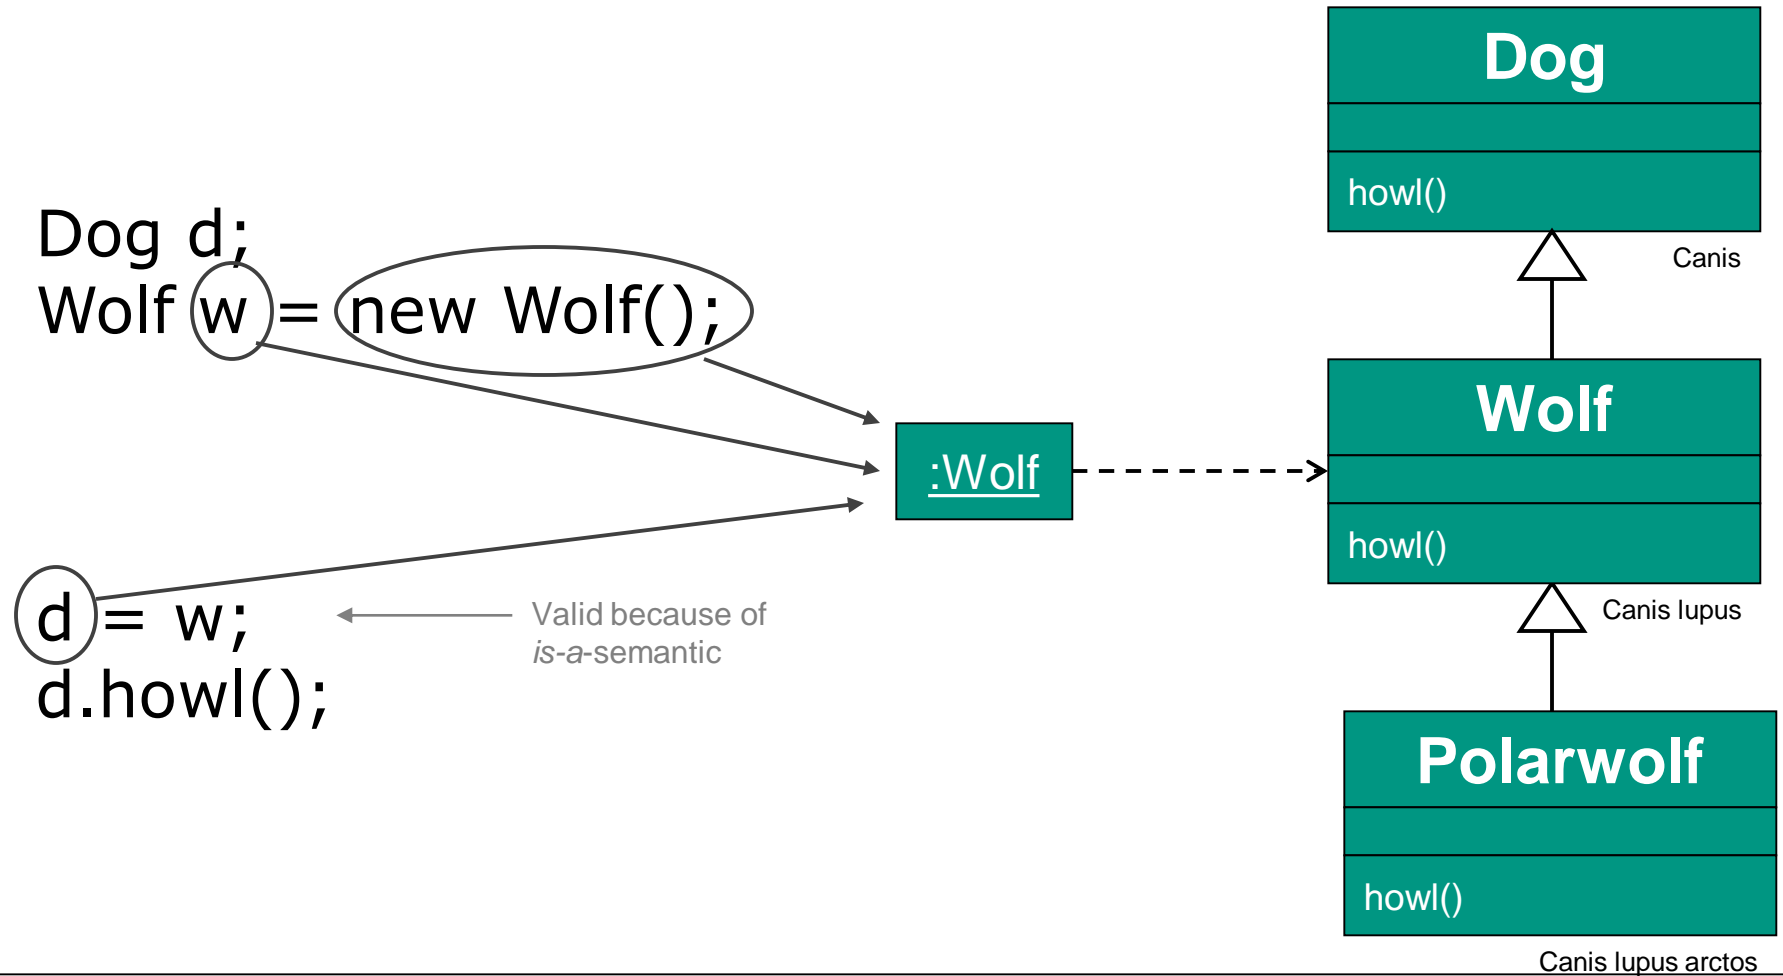 Dog d;
Wolf w = new Wolf();
d = w;
d.howl();
Valid because of
is-a-semantic
:Wolf
Dog
howl()
Canis
Wolf
howl()
Canis lupus
Polarwolf
howl()
Canis lupus arctos